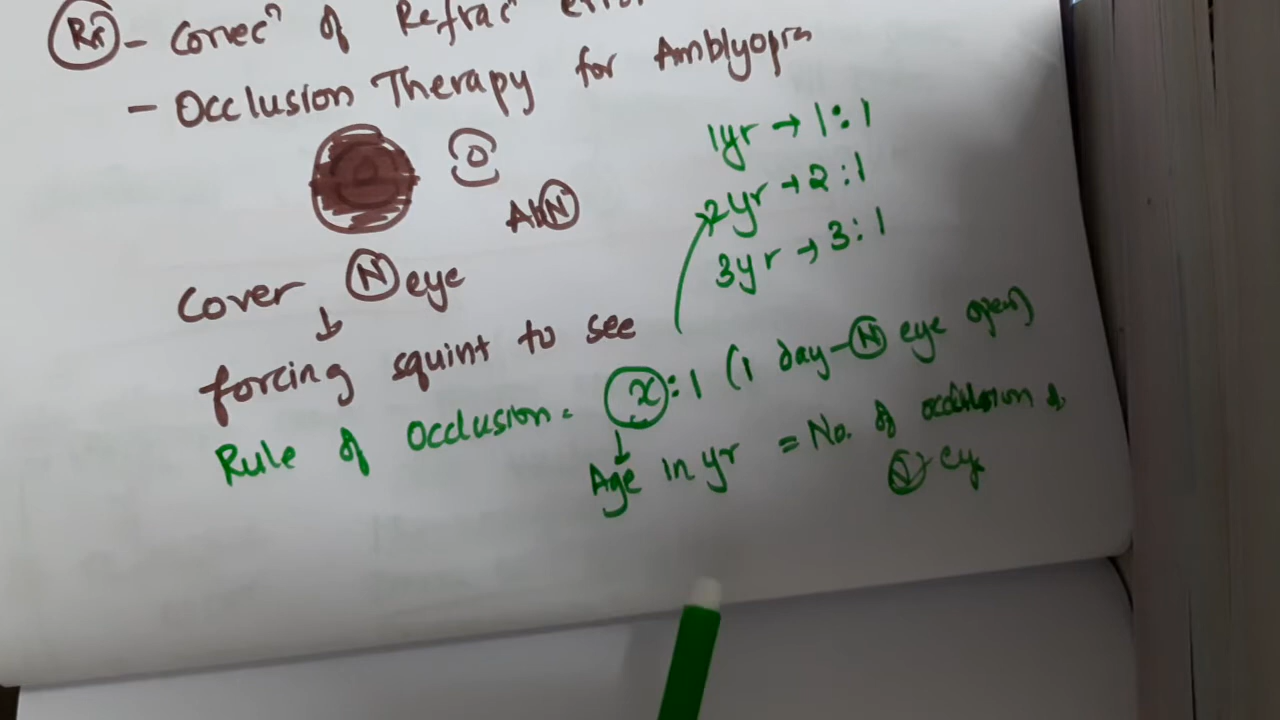 Rx - Correcⁿ of Refracⁿ error
- Occlusion Therapy for Amblyopia
AbN
1yr → 1:1
2yr → 2:1
3yr → 3:1
Cover N eye
↓
forcing squint to see
Rule of Occlusion = x:1 (1 day - N eye open)
↓
Age in yr = No. of occlusion of
N eye